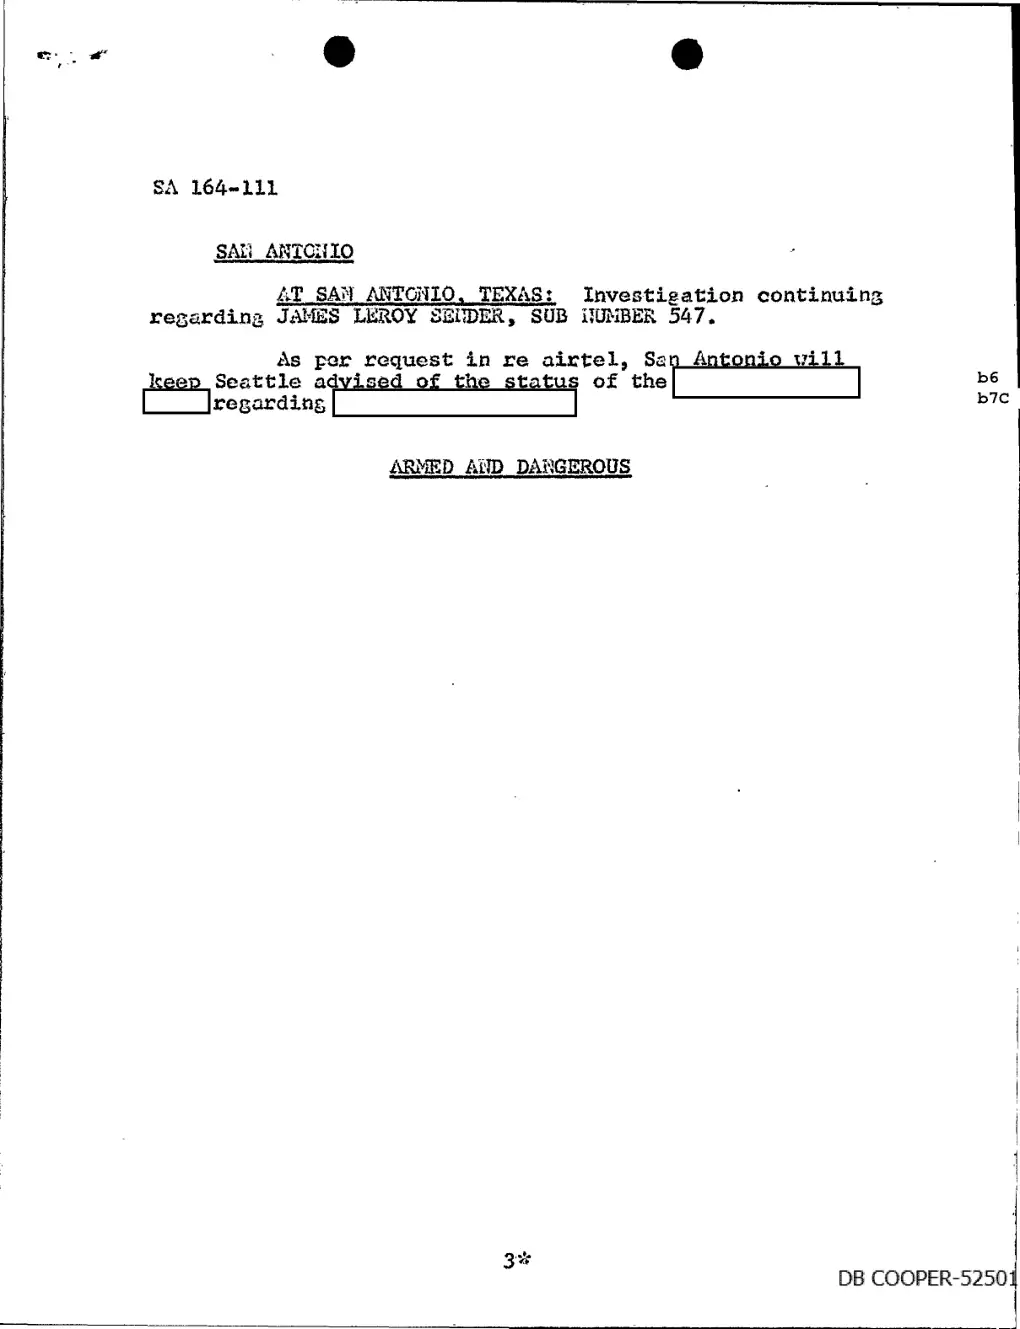 SA 164-111
SAN ANTONIO
AT SAN ANTONIO, TEXAS: Investigation continuing
regarding JAMES LEROY SENDER, SUB NUMBER 547.
As per request in re airtel, San Antonio will
keep Seattle advised of the status of the
regarding
b6
b7C
ARMED AND DANGEROUS
3*
DB COOPER-52501